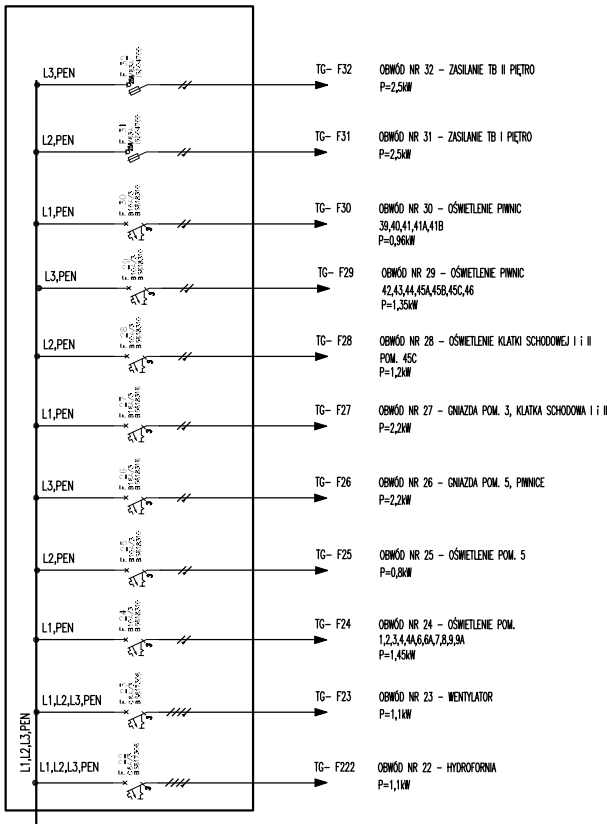 L3,PEN
TG- F32 OBWÓD NR 32 - ZASILANIE TB II PIĘTRO
P=2,5kW
L2,PEN
TG- F31 OBWÓD NR 31 - ZASILANIE TB I PIĘTRO
P=2,5kW
L1,PEN
TG- F30 OBWÓD NR 30 - OŚWIETLENIE PIWNIC
39,40,41,41A,41B
P=0,96kW
L3,PEN
TG- F29 OBWÓD NR 29 - OŚWIETLENIE PIWNIC
42,43,44,45A,45B,45C,46
P=1,35kW
L2,PEN
TG- F28 OBWÓD NR 28 - OŚWIETLENIE KLATKI SCHODOWEJ I i II
POM. 45C
P=1,2kW
L1,PEN
TG- F27 OBWÓD NR 27 - GNIAZDA POM. 3, KLATKA SCHODOWA I i II
P=2,2kW
L3,PEN
TG- F26 OBWÓD NR 26 - GNIAZDA POM. 5, PIWNICE
P=2,2kW
L2,PEN
TG- F25 OBWÓD NR 25 - OŚWIETLENIE POM. 5
P=0,8kW
L1,PEN
TG- F24 OBWÓD NR 24 - OŚWIETLENIE POM.
1,2,3,4,4A,6,6A,7,8,9,9A
P=1,45kW
L1,L2,L3,PEN
TG- F23 OBWÓD NR 23 - WENTYLATOR
P=1,1kW
L1,L2,L3,PEN
L1,L2,L3,PEN
TG- F222 OBWÓD NR 22 - HYDROFORNIA
P=1,1kW